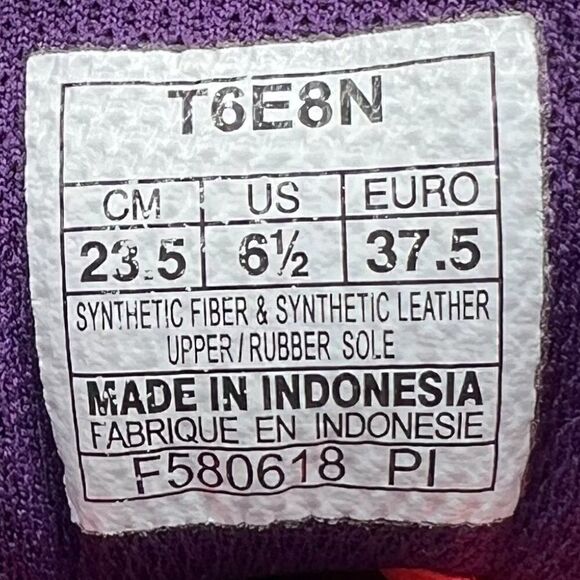 T6E8N
CM US EURO
23.5 6½ 37.5
SYNTHETIC FIBER & SYNTHETIC LEATHER
UPPER/RUBBER SOLE
MADE IN INDONESIA
FABRIQUE EN INDONESIE
F580618 PI